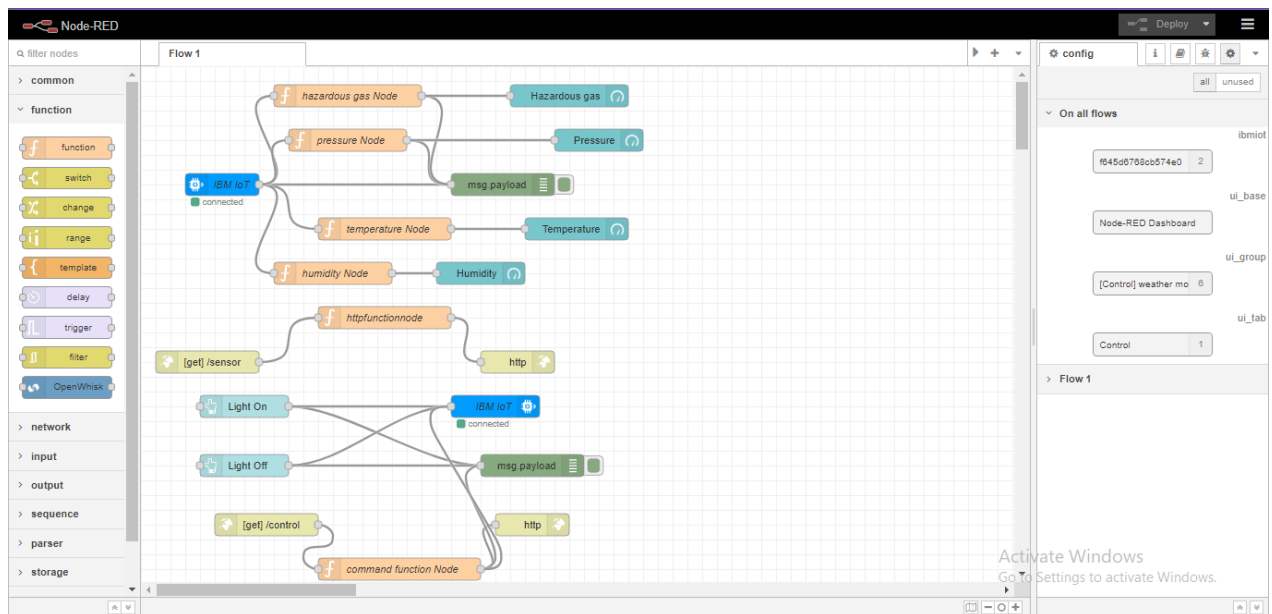 Node-RED
Deploy
filter nodes
common
function
function
switch
change
range
template
delay
trigger
filter
OpenWhisk
network
input
output
sequence
parser
storage
Flow 1
hazardous gas Node
Hazardous gas
pressure Node
Pressure
IBM IoT
connected
msg.payload
temperature Node
Temperature
humidity Node
Humidity
httpfunctionnode
[get] /sensor
http
Light On
IBM IoT
connected
Light Off
msg.payload
[get] /control
http
command function Node
config
all unused
On all flows
ibmiot
f645d6768cb574e0 2
ui_base
Node-RED Dashboard
ui_group
[Control] weather mo 6
ui_tab
Control 1
Flow 1
Activate Windows
Go to Settings to activate Windows.